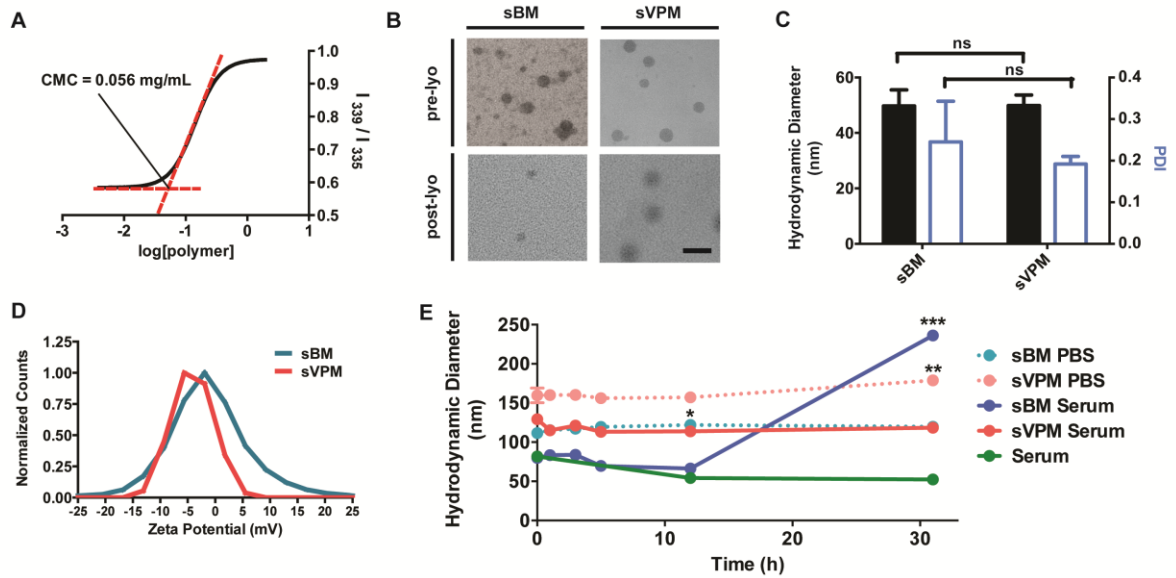 A
CMC = 0.056 mg/mL
1.0
0.9
0.8
0.7
0.6
0.5
I 339 / I 335
-3
-2
-1
0
1
log[polymer]
B
sBM
sVPM
pre-lyo
post-lyo
C
ns
ns
60
40
20
0
Hydrodynamic Diameter
(nm)
0.4
0.3
0.2
0.1
0.0
PDI
sBM
sVPM
D
1.25
1.00
0.75
0.50
0.25
0.00
Normalized Counts
sBM
sVPM
-25
-20
-15
-10
-5
0
5
10
15
20
25
Zeta Potential (mV)
E
250
200
150
100
50
0
Hydrodynamic Diameter
(nm)
*
***
**
0
10
20
30
Time (h)
sBM PBS
sVPM PBS
sBM Serum
sVPM Serum
Serum